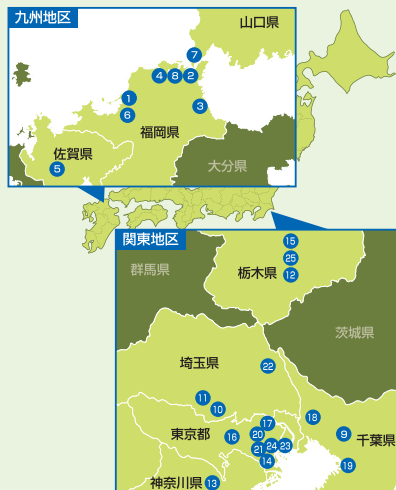 九州地区
山口県
7
4 8 2
1
3
6
福岡県
佐賀県
大分県
5
関東地区
15
群馬県
25
栃木県
12
茨城県
埼玉県
22
11
10
18
17
東京都
16
20
9
千葉県
21
24
23
14
19
神奈川県
13